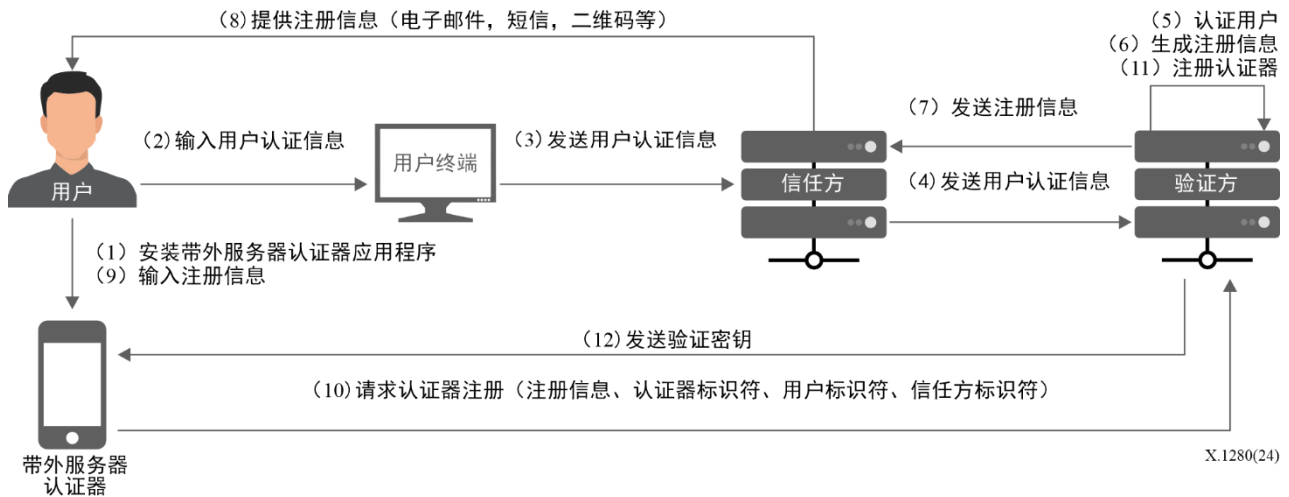 （8）提供注册信息（电子邮件，短信，二维码等）
（5）认证用户
（6）生成注册信息
（11）注册认证器
（7）发送注册信息
（2）输入用户认证信息
（3）发送用户认证信息
用户终端
用户
信任方
（4）发送用户认证信息
验证方
（1）安装带外服务器认证器应用程序
（9）输入注册信息
（12）发送验证密钥
（10）请求认证器注册（注册信息、认证器标识符、用户标识符、信任方标识符）
带外服务器
认证器
X.1280(24)